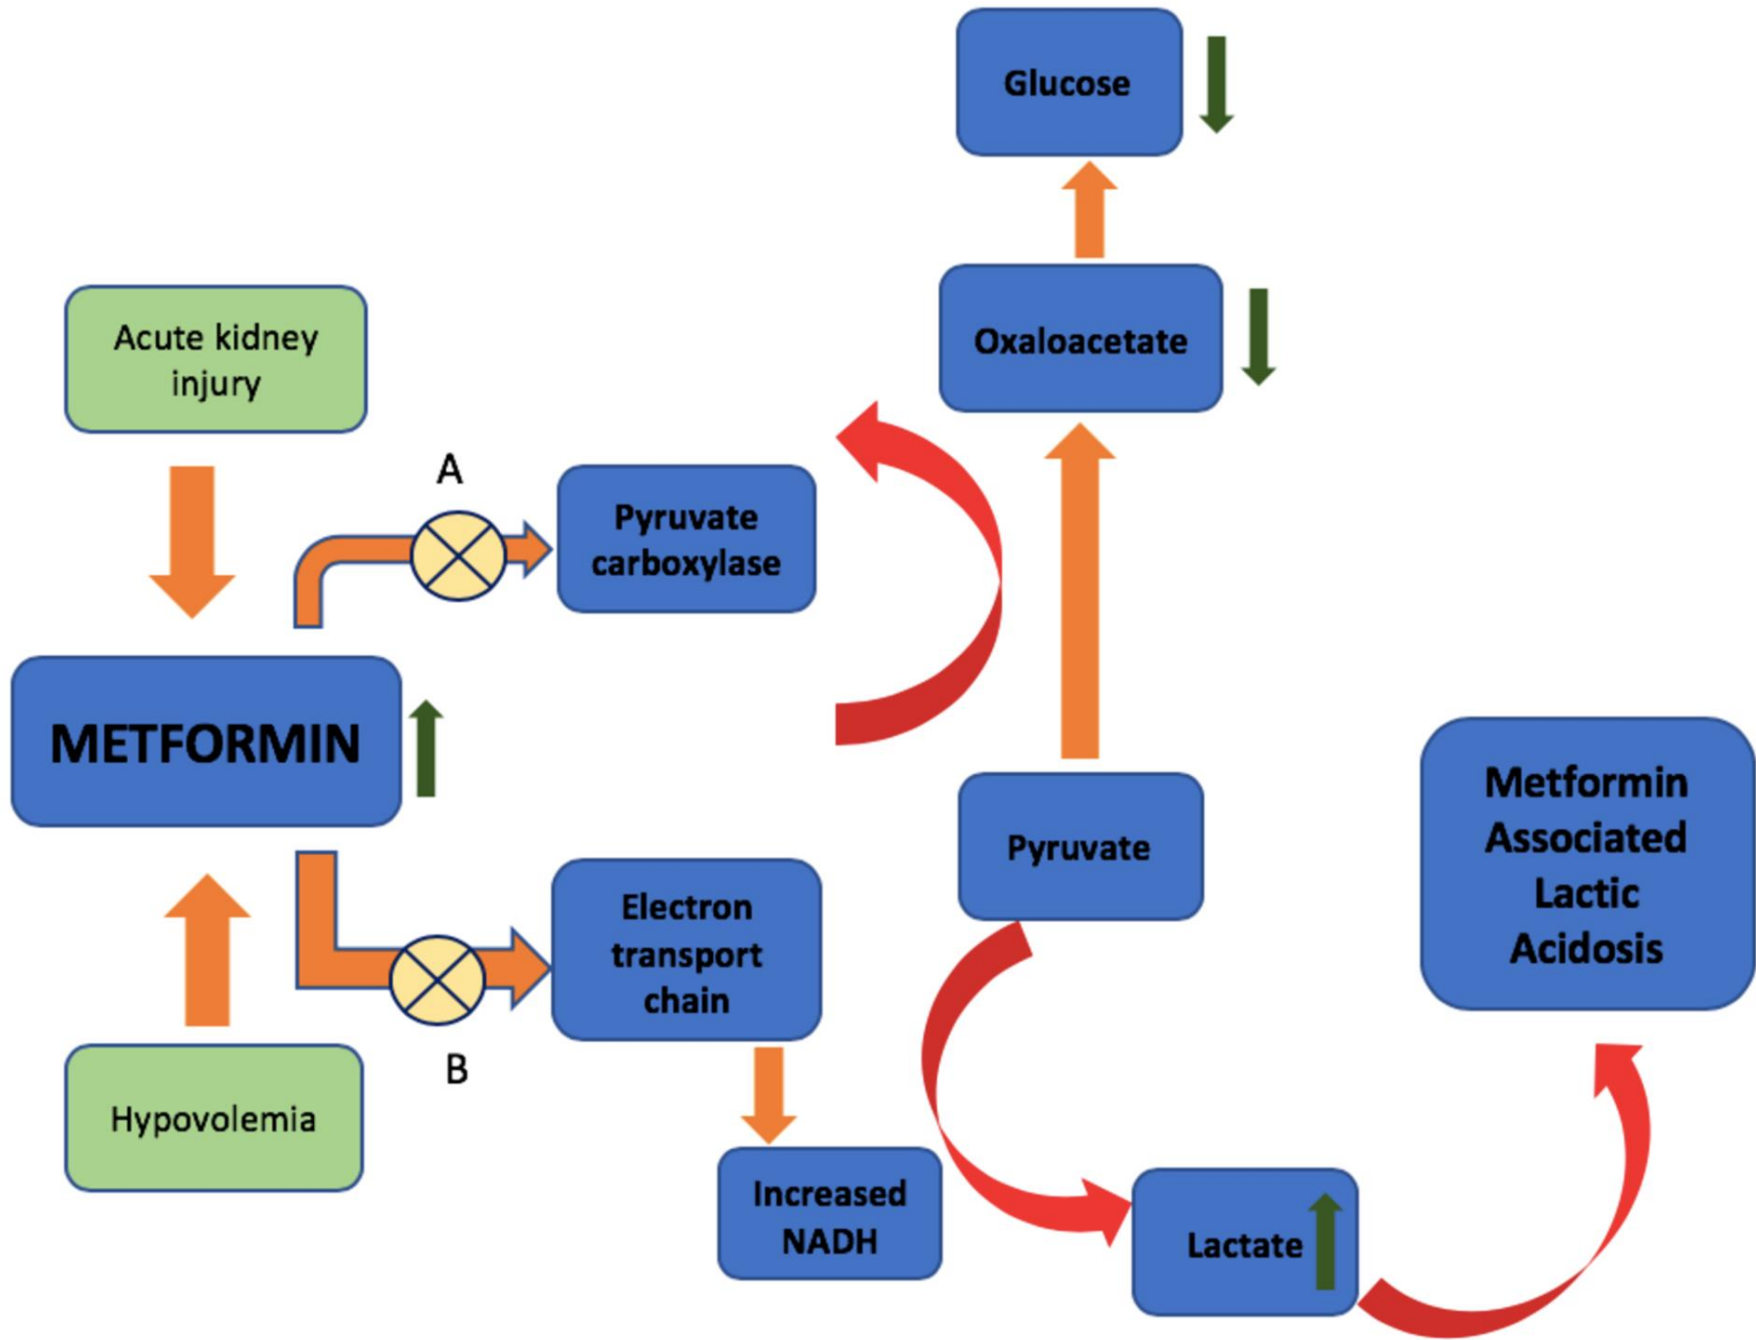 Glucose
Oxaloacetate
Acute kidney
injury
A
Pyruvate
carboxylase
METFORMIN
Pyruvate
Metformin
Associated
Lactic
Acidosis
Electron
transport
chain
B
Hypovolemia
Increased
NADH
Lactate